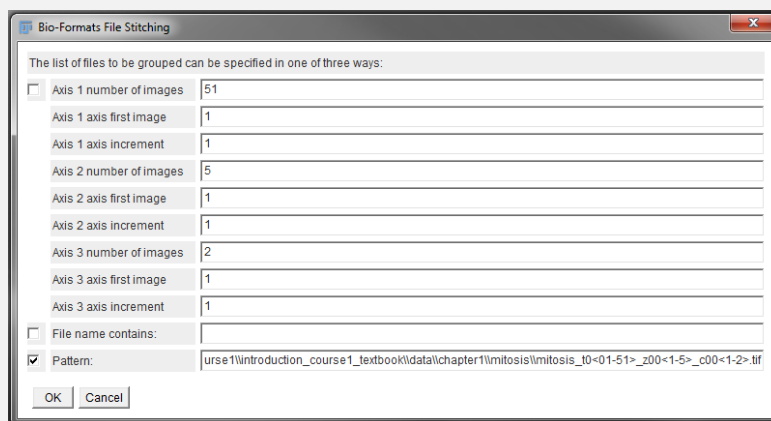 Bio-Formats File Stitching
The list of files to be grouped can be specified in one of three ways:
Axis 1 number of images 51
Axis 1 axis first image 1
Axis 1 axis increment 1
Axis 2 number of images 5
Axis 2 axis first image 1
Axis 2 axis increment 1
Axis 3 number of images 2
Axis 3 axis first image 1
Axis 3 axis increment 1
File name contains:
Pattern: urse1\\introduction_course1_textbook\\data\\chapter1\\mitosis\\mitosis_t0<01-51>_z00<1-5>_c00<1-2>.tif
OK Cancel